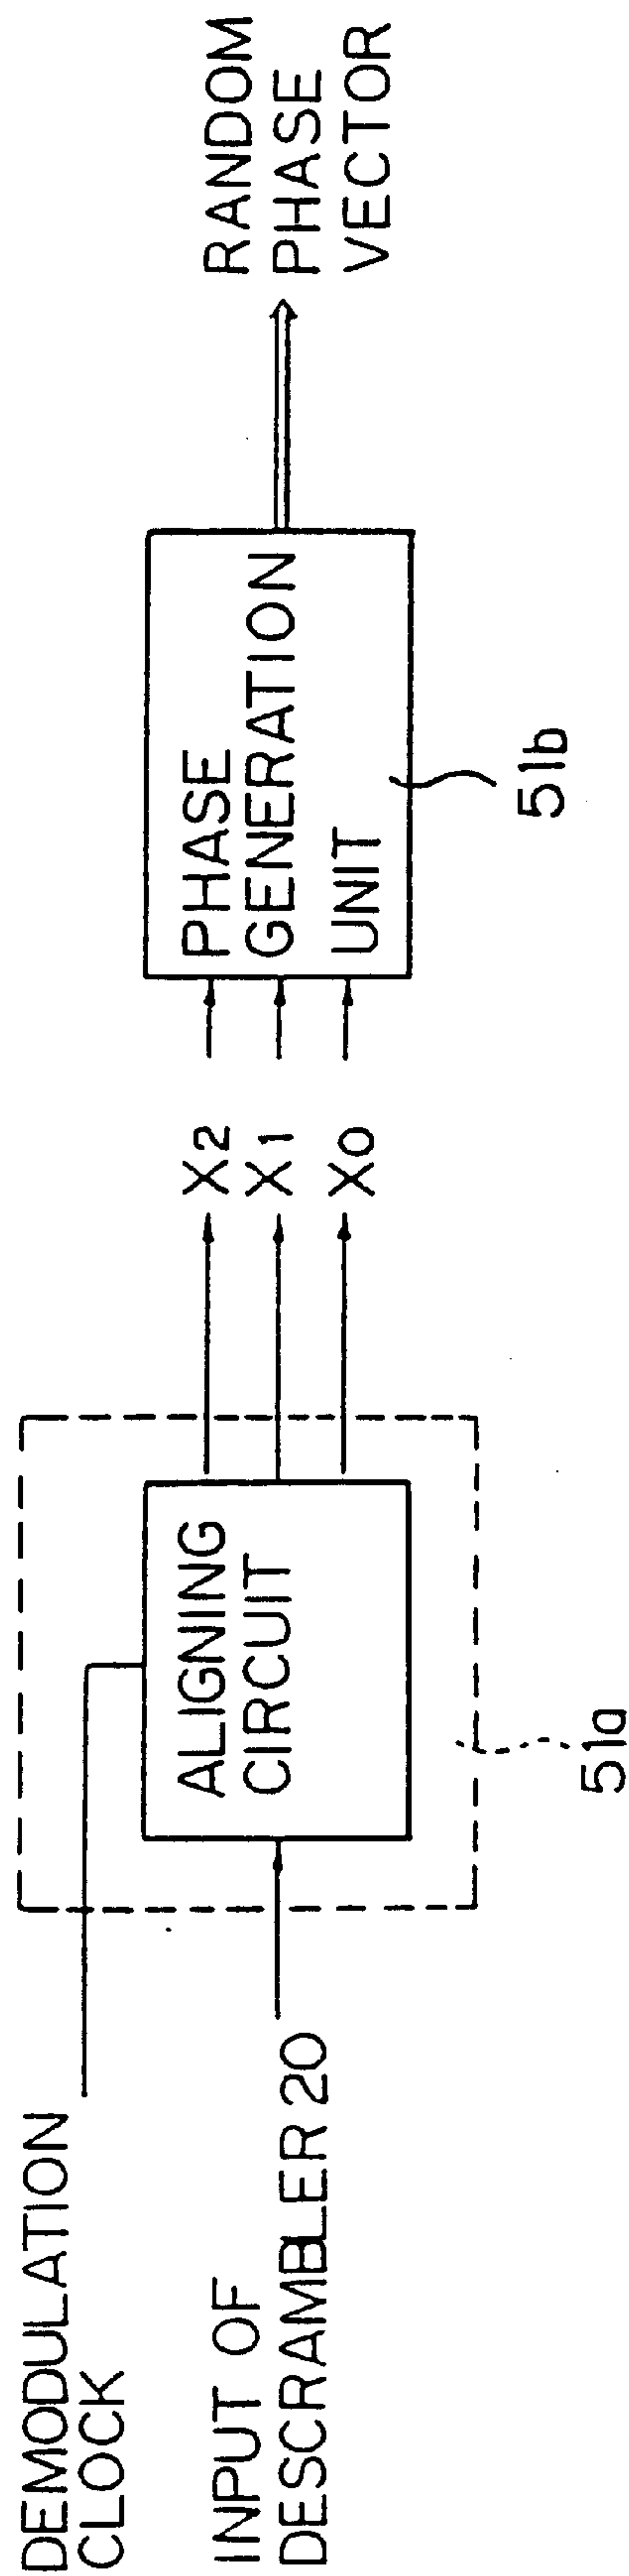 DEMODULATION
CLOCK
INPUT OF
DESCRAMBLER 20
ALIGNING
CIRCUIT
51a
X2
X1
X0
PHASE
GENERATION
UNIT
51b
RANDOM
PHASE
VECTOR